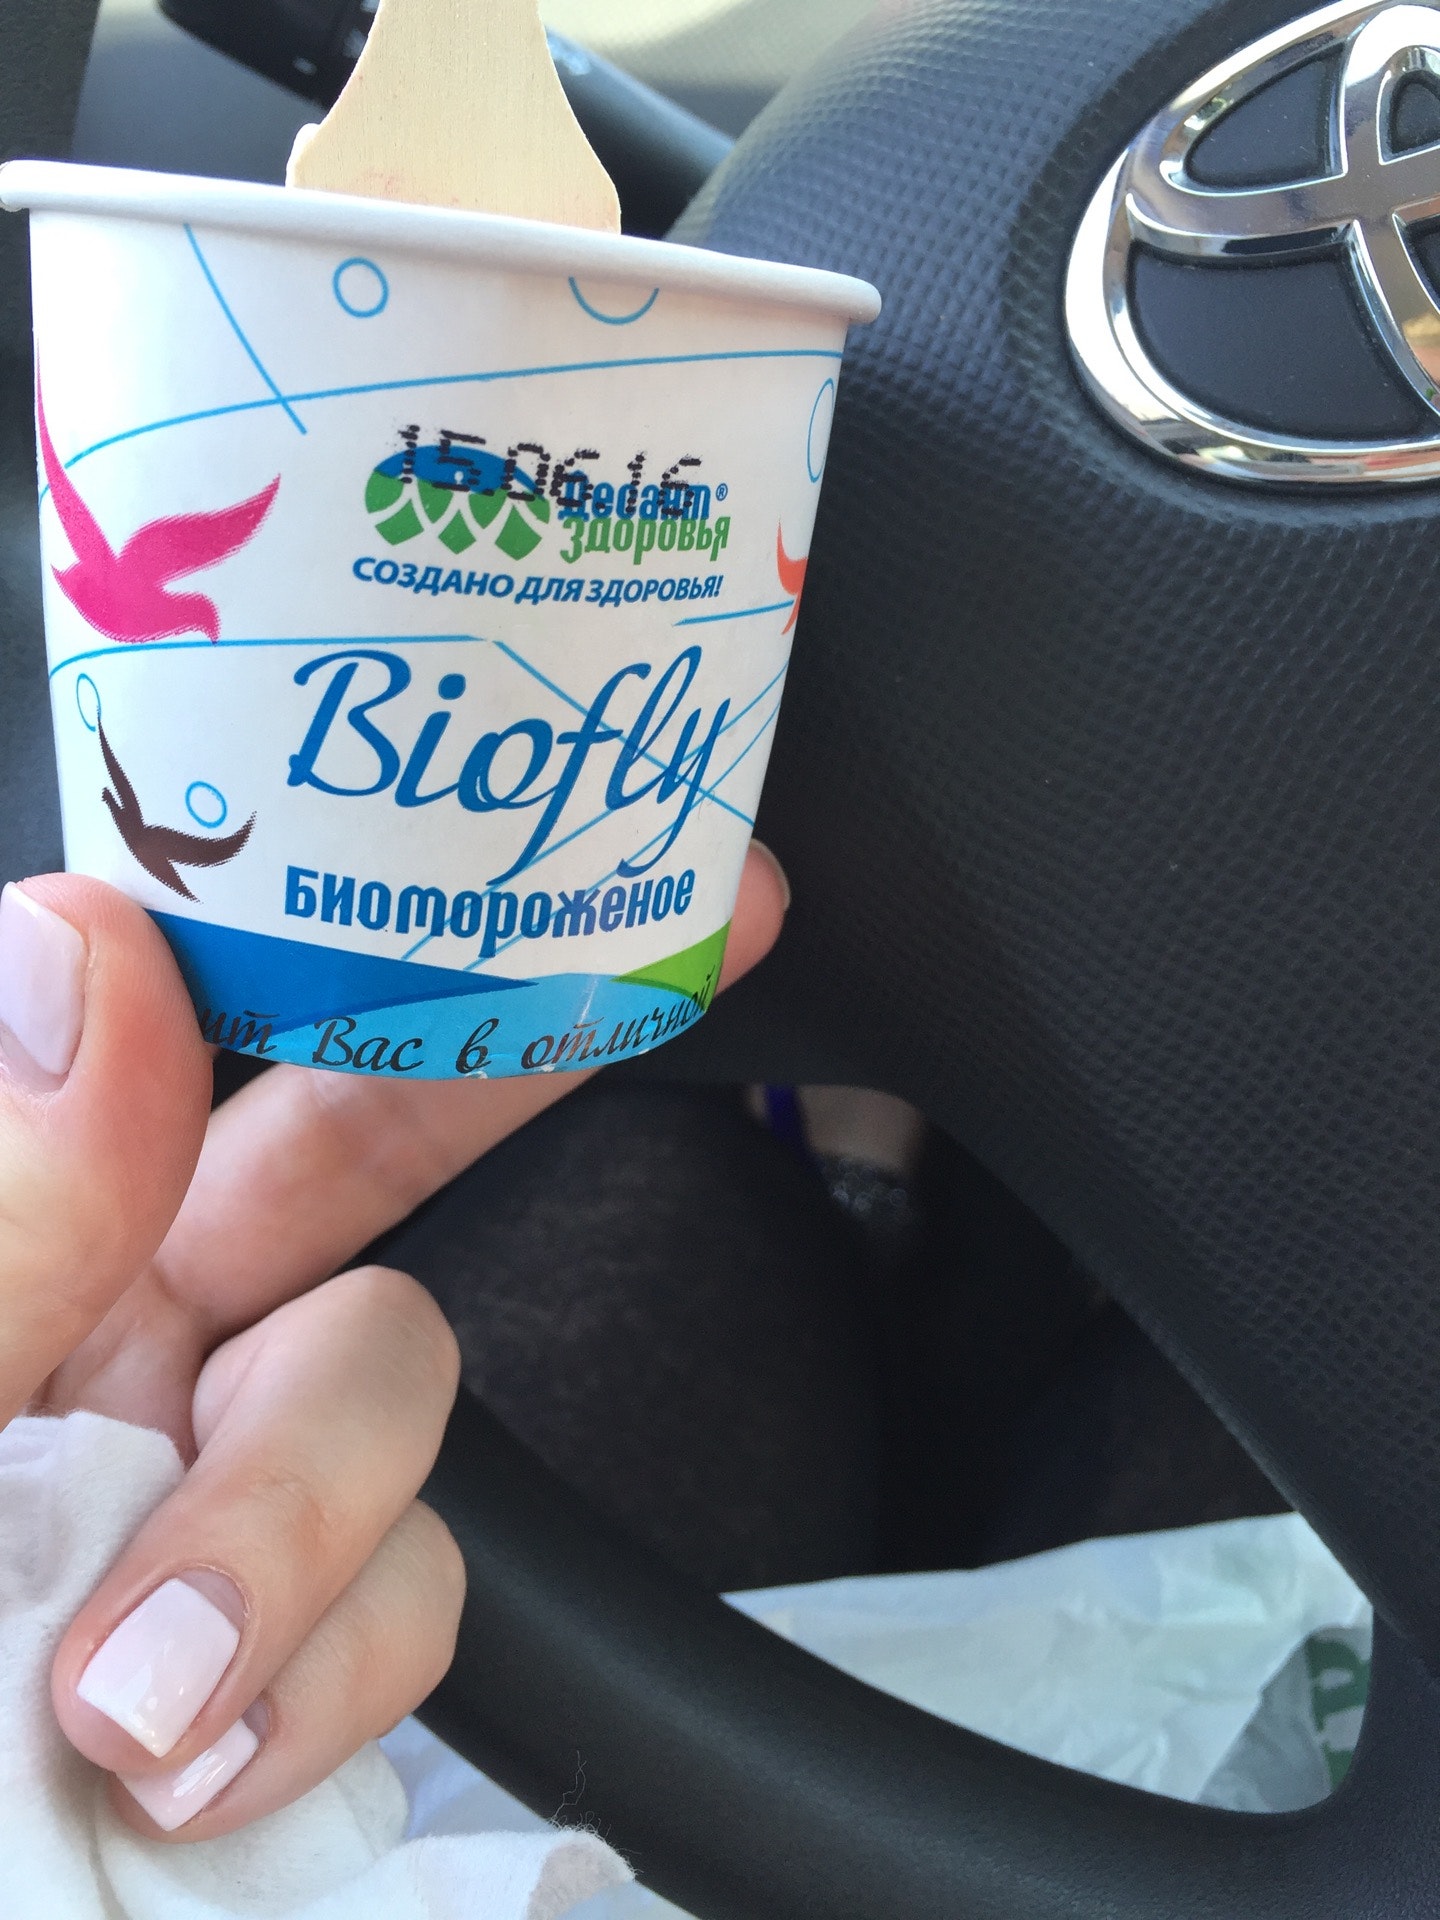 15.06.16
Десант®
здоровья
СОЗДАНО ДЛЯ ЗДОРОВЬЯ!
Biofly
Биомороженое
Вас в отличной